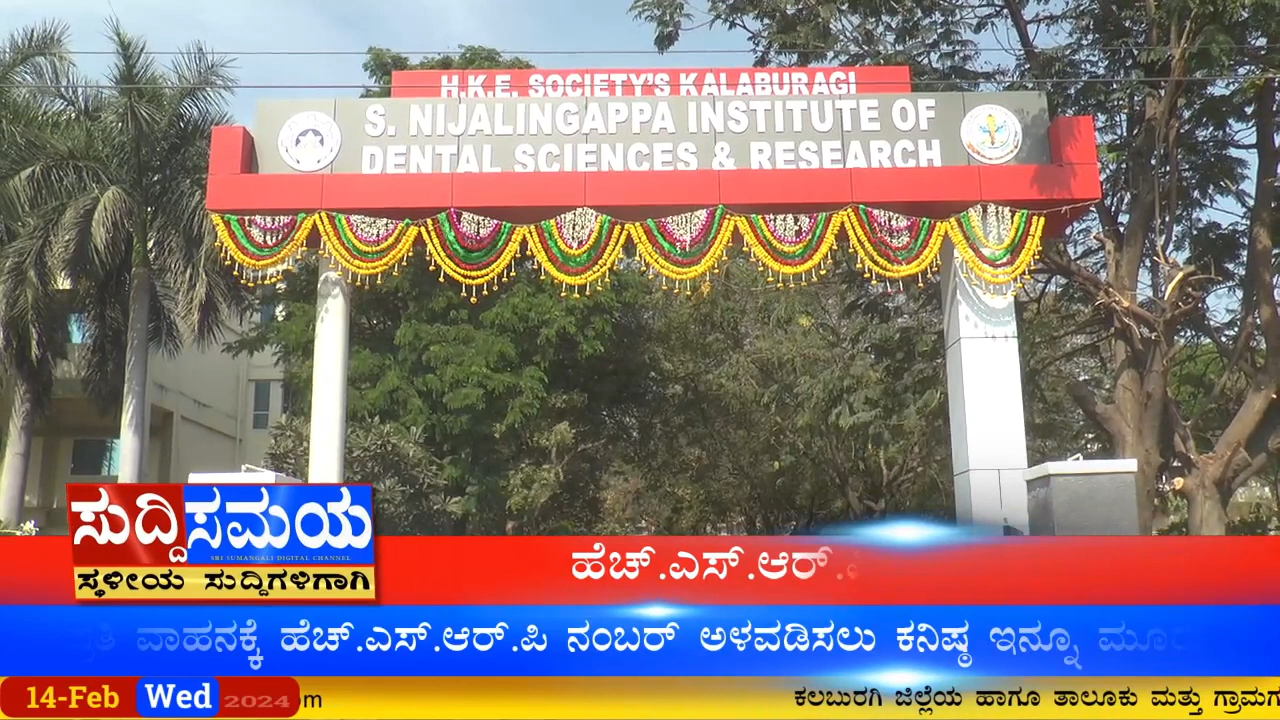 H.K.E. SOCIETY'S KALABURAGI
S. NIJALINGAPPA INSTITUTE OF
DENTAL SCIENCES & RESEARCH
ಸುದ್ದಿ ಸಮಯ
SRI SUMANGALI DIGITAL CHANNEL
ಸ್ಥಳೀಯ ಸುದ್ದಿಗಳಿಗಾಗಿ
ಹೆಚ್.ಎಸ್.ಆರ್.
ವಾಹನಕ್ಕೆ ಹೆಚ್.ಎಸ್.ಆರ್.ಪಿ ನಂಬರ್ ಅಳವಡಿಸಲು ಕನಿಷ್ಠ ಇನ್ನೂ
14-Feb Wed 2024 ಕಲಬುರಗಿ ಜಿಲ್ಲೆಯ ಹಾಗೂ ತಾಲೂಕು ಮತ್ತು